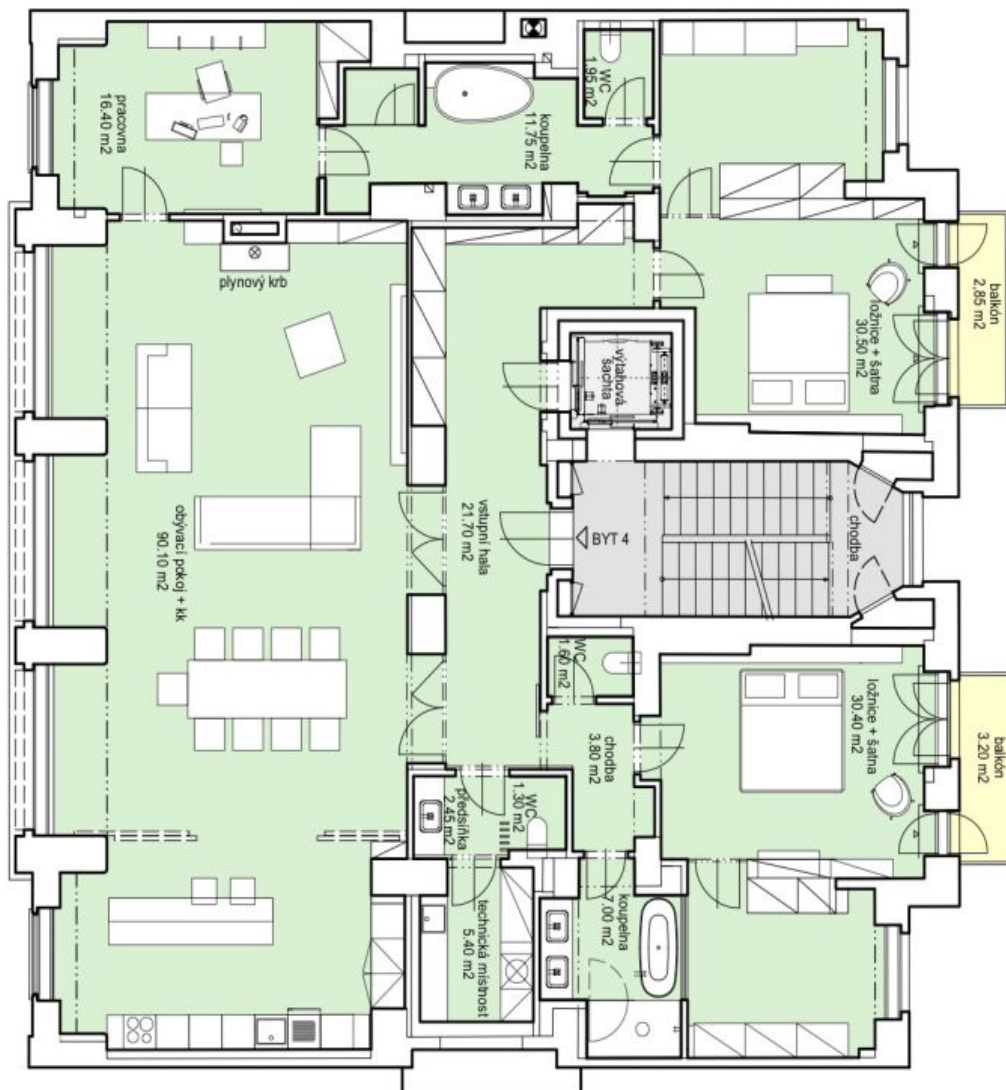 pracovna
16.40 m2
koupelna
11.75 m2
WC
1.95 m2
plynový krb
ložnice + šatna
30.50 m2
balkón
2,85 m2
výtahová
šachta
obývací pokoj + kk
90.10 m2
vstupní hala
21.70 m2
BYT 4
chodba
WC
1.60 m2
chodba
3.80 m2
ložnice + šatna
30.40 m2
balkón
3.20 m2
předsíňka
2.45 m2
WC
1.30 m2
technická místnost
5.40 m2
koupelna
7.00 m2